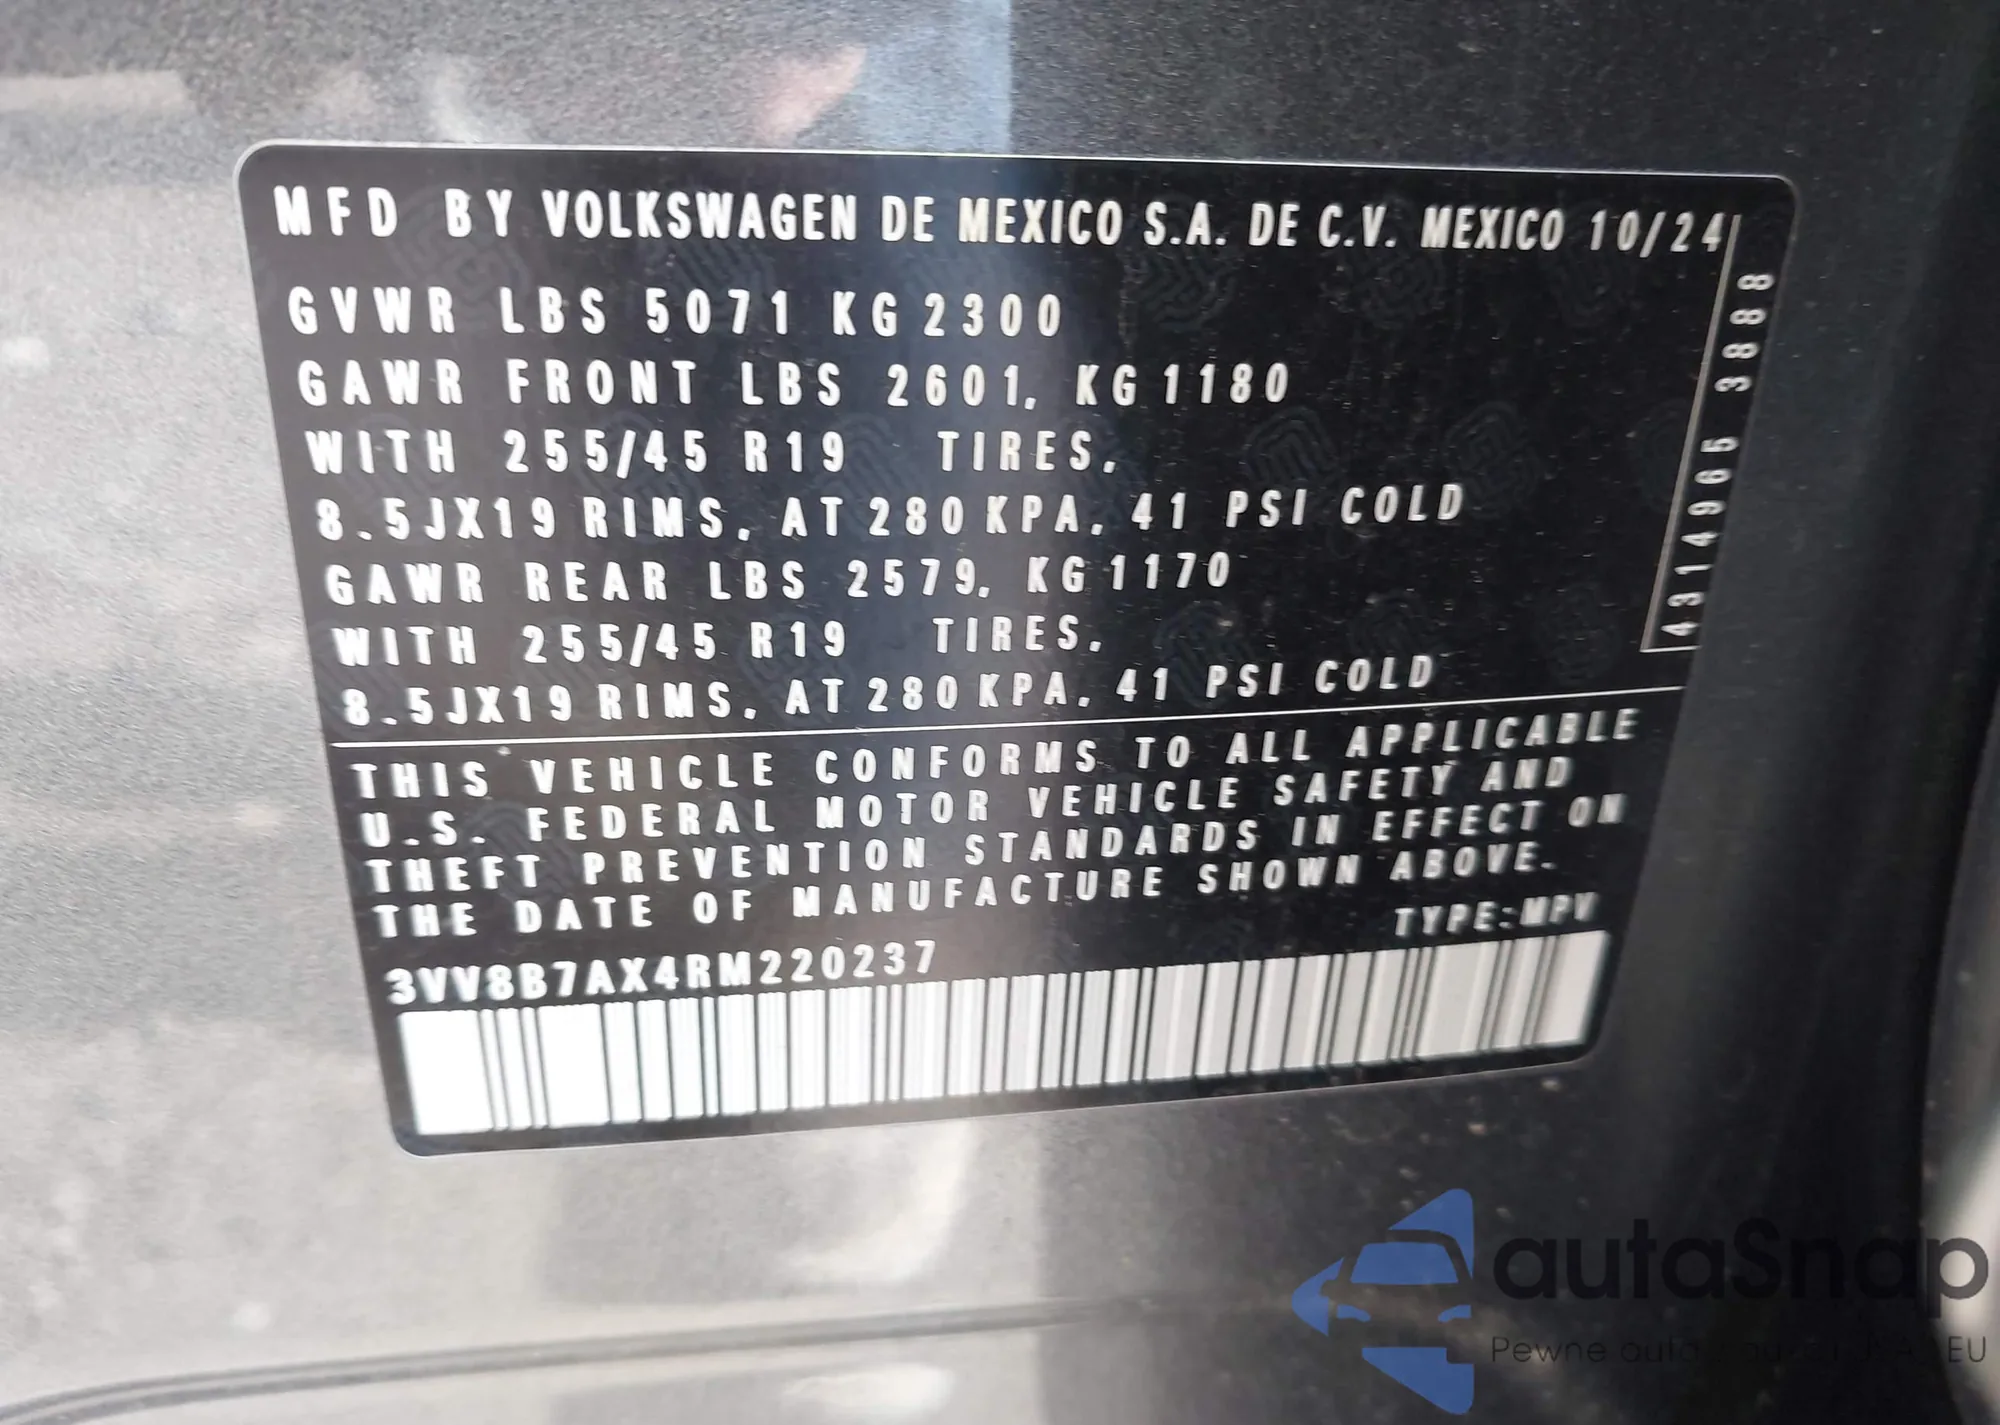 MFD BY VOLKSWAGEN DE MEXICO S.A. DE C.V. MEXICO 10/24
GVWR LBS 5071 KG 2300
GAWR FRONT LBS 2601, KG 1180
WITH 255/45 R19 TIRES,
8.5JX19 RIMS, AT 280 KPA, 41 PSI COLD
GAWR REAR LBS 2579, KG 1170
WITH 255/45 R19 TIRES,
8.5JX19 RIMS, AT 280 KPA, 41 PSI COLD
4314965 3888
THIS VEHICLE CONFORMS TO ALL APPLICABLE
U.S. FEDERAL MOTOR VEHICLE SAFETY AND
THEFT PREVENTION STANDARDS IN EFFECT ON
THE DATE OF MANUFACTURE SHOWN ABOVE.
TYPE:MPV
3VV8B7AX4RM220237
autaSnap
Pewne auta EU